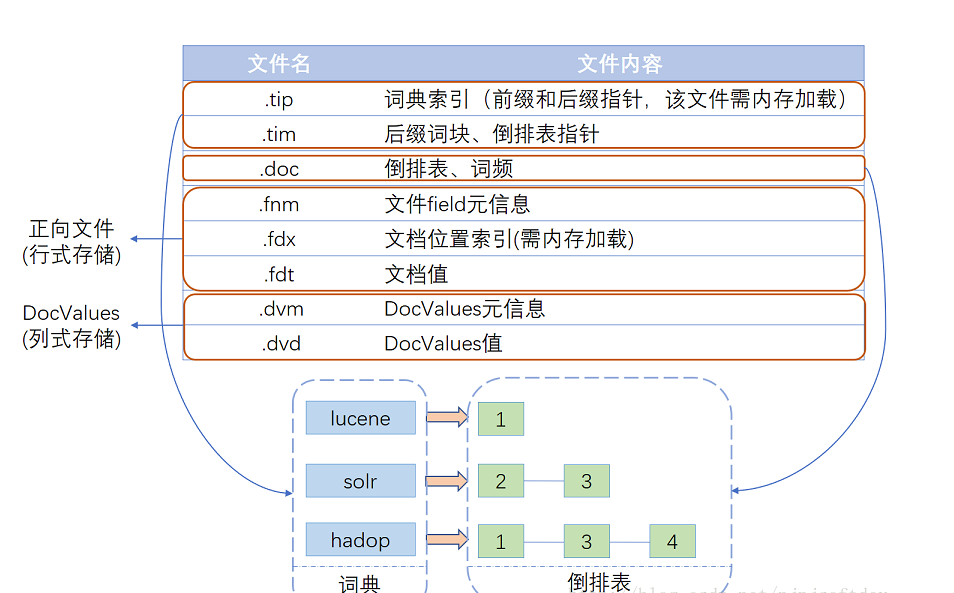 文件名 文件内容
.tip 词典索引（前缀和后缀指针，该文件需内存加载）
.tim 后缀词块、倒排表指针
.doc 倒排表、词频
.fnm 文件field元信息
.fdx 文档位置索引(需内存加载)
.fdt 文档值
.dvm DocValues元信息
.dvd DocValues值
正向文件
(行式存储)
DocValues
(列式存储)
lucene 1
solr 2 3
hadop 1 3 4
词典 倒排表